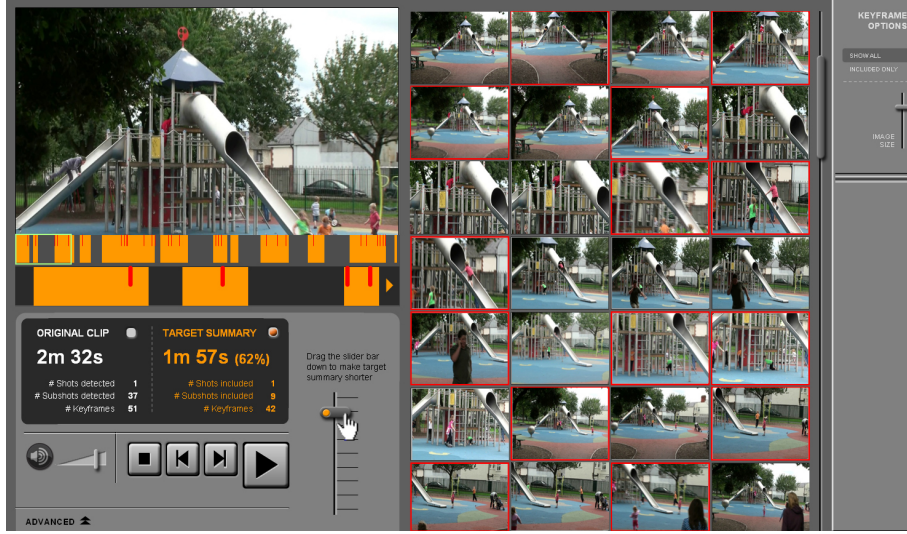 KEYFRAME
OPTIONS
SHOW ALL
INCLUDED ONLY
IMAGE
SIZE
ORIGINAL CLIP
2m 32s
# Shots detected 1
# Subshots detected 37
# Keyframes 51
TARGET SUMMARY
1m 57s (62%)
# Shots included 1
# Subshots included 9
# Keyframes 42
Drag the slider bar
down to make target
summary shorter
ADVANCED